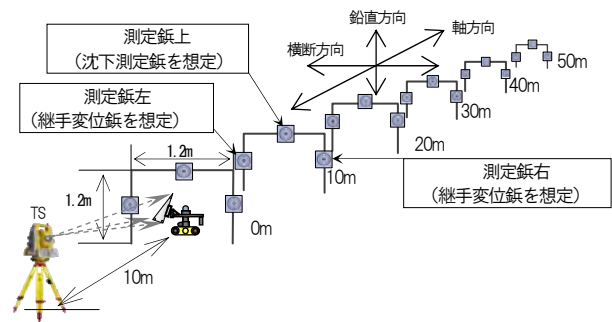 測定鋲上
（沈下測定鋲を想定）
鉛直方向
軸方向
横断方向
測定鋲左
（継手変位鋲を想定）
50m
40m
30m
20m
10m
測定鋲右
（継手変位鋲を想定）
1.2m
1.2m
TS
0m
10m